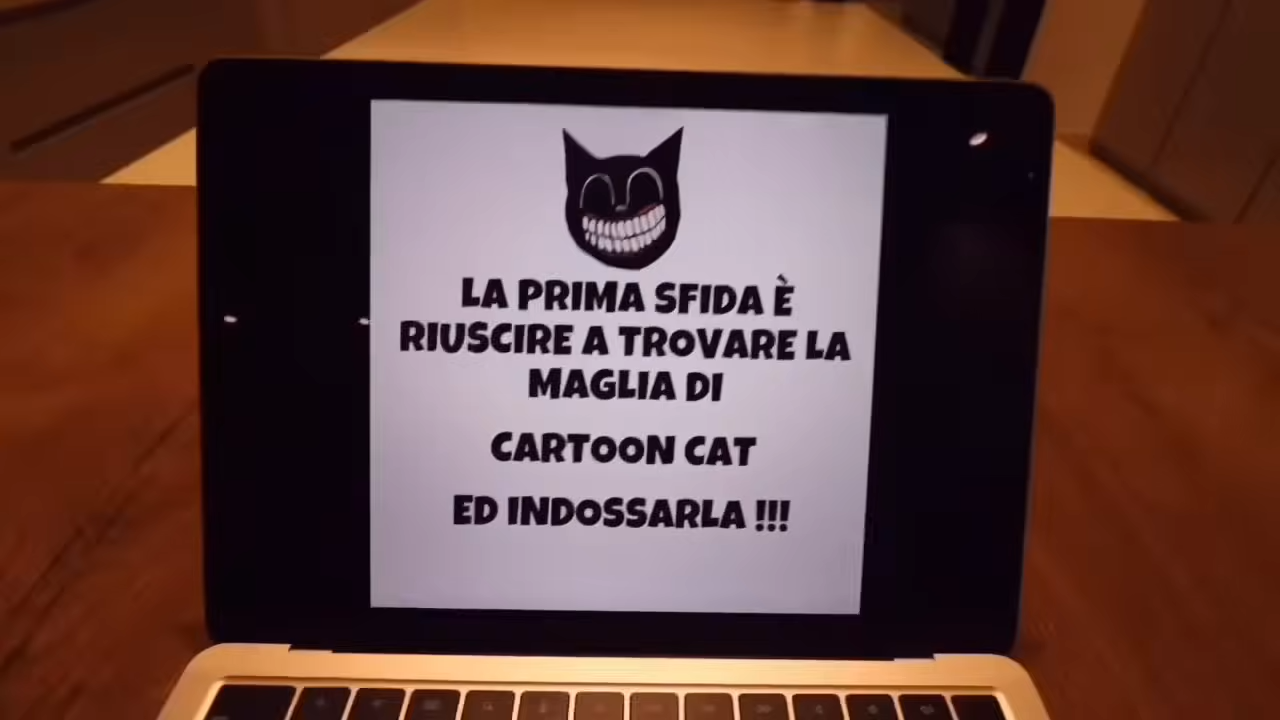 LA PRIMA SFIDA È
RIUSCIRE A TROVARE LA
MAGLIA DI
CARTOON CAT
ED INDOSSARLA !!!